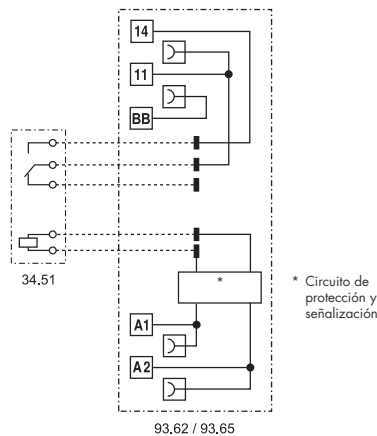 14
11
BB
34.51
*
* Circuito de
protección y
señalización
A1
A2
93.62 / 93.65